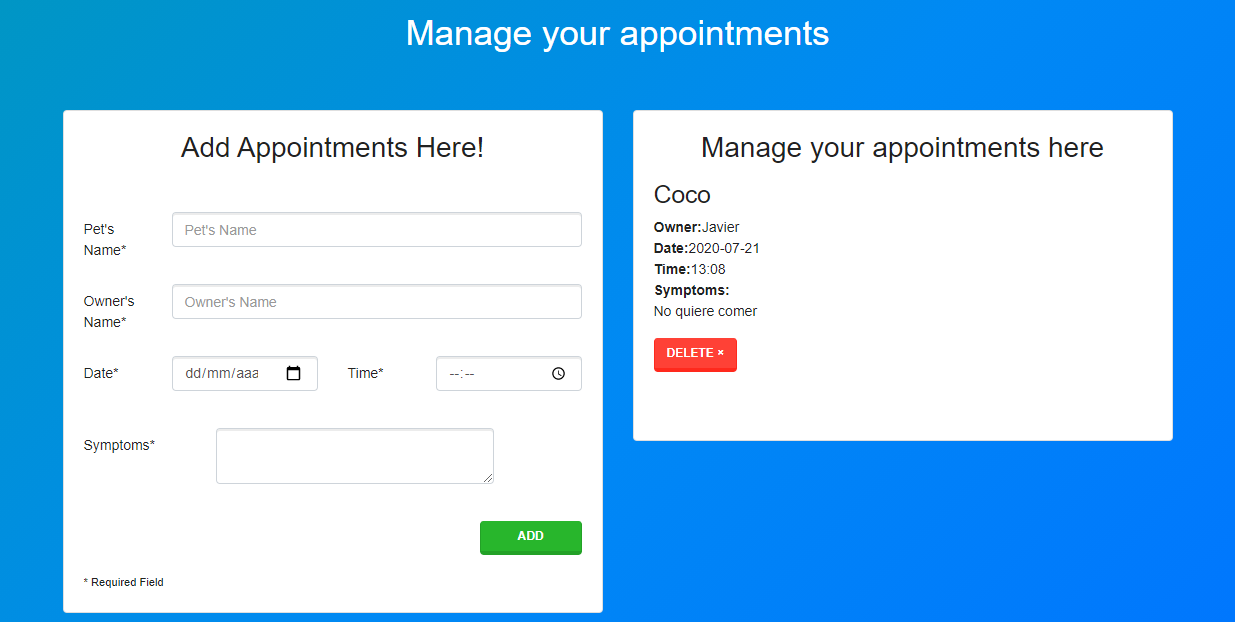 Manage your appointments
Add Appointments Here!
Pet's
Name*
Pet's Name
Owner's
Name*
Owner's Name
Date*
dd/mm/aaa
Time*
--:--
Symptoms*
ADD
* Required Field
Manage your appointments here
Coco
Owner:Javier
Date:2020-07-21
Time:13:08
Symptoms:
No quiere comer
DELETE ×